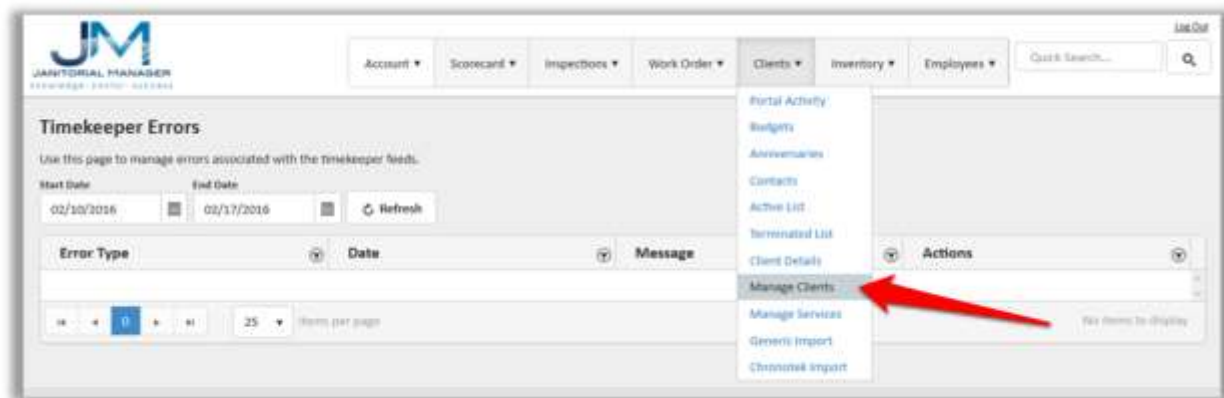 Log Out
JM
JANITORIAL MANAGER
Account Scorecard Inspections Work Order Clients Inventory Employees Quick Search...
Portal Activity
Budgets
Anniversaries
Contacts
Active List
Terminated List
Client Details
Manage Clients
Manage Services
Generic Import
Chronotek Import
Timekeeper Errors
Use this page to manage errors associated with the timekeeper feeds.
Start Date End Date
02/10/2016 02/17/2016 Refresh
Error Type Date Message Actions
0 25 items per page No items to display